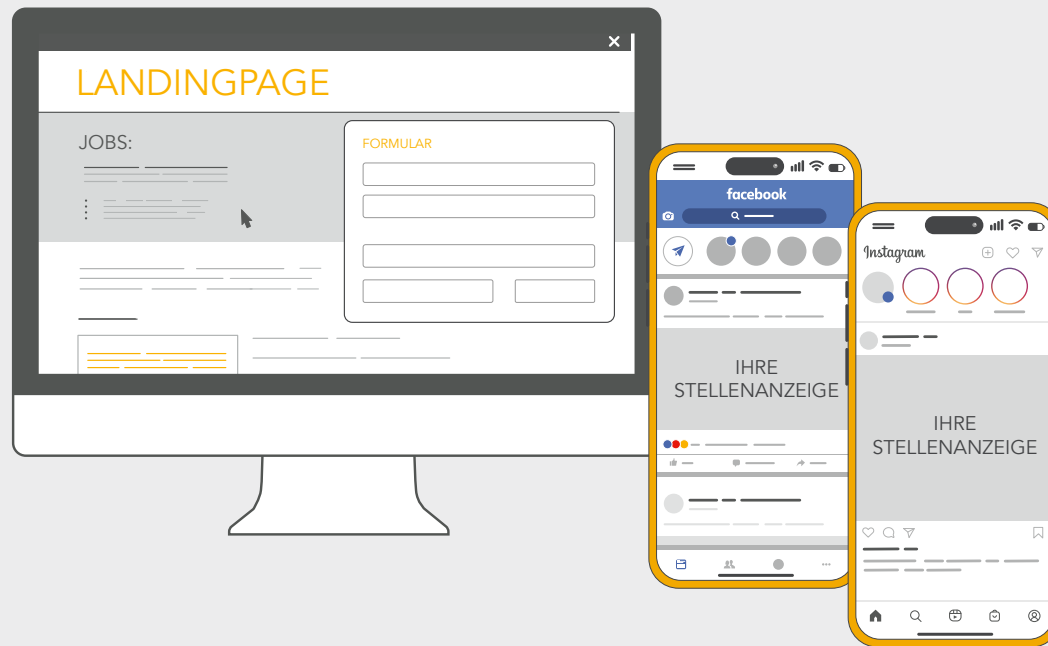 LANDINGPAGE
JOBS:
FORMULAR
facebook
IHRE
STELLENANZEIGE
Instagram
IHRE
STELLENANZEIGE